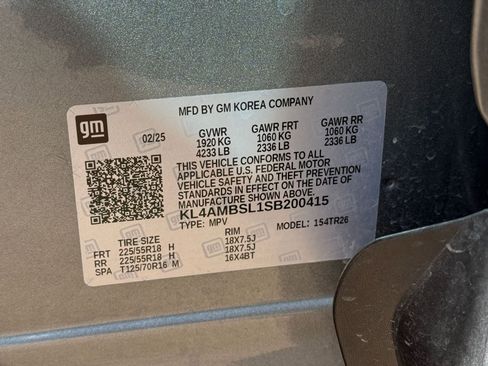 MFD BY GM KOREA COMPANY
gm
02/25
GVWR GAWR FRT GAWR RR
1920 KG 1060 KG 1060 KG
4233 LB 2336 LB 2336 LB
THIS VEHICLE CONFORMS TO ALL
APPLICABLE U.S. FEDERAL MOTOR
VEHICLE SAFETY AND THEFT PREVENTION
STANDARDS IN EFFECT ON THE DATE OF
MANUFACTURE SHOWN ABOVE.
KL4AMBSL1SB200415
TYPE: MPV MODEL: 1S4TR26
TIRE SIZE RIM
FRT 225/55R18 H 18X7.5J
RR 225/55R18 H 18X7.5J
SPA T125/70R16 M 16X4BT